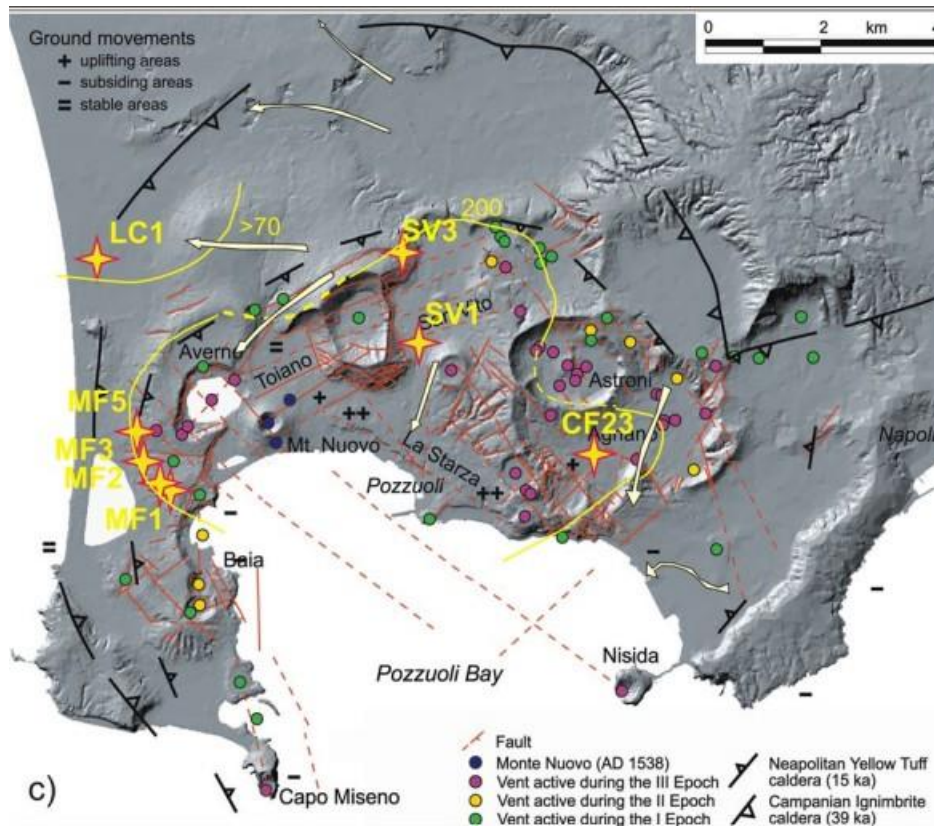 Ground movements
+ uplifting areas
- subsiding areas
= stable areas
0 2 km 4
200
>70
LC1
SV3
SV1
Averno
Toiano
Astroni
MF5
CF23
Mt. Nuovo
La Starza
MF3
MF2
Pozzuoli
Napoli
MF1
Baia
Pozzuoli Bay
Nisida
Capo Miseno
c)
Fault
Monte Nuovo (AD 1538)
Vent active during the III Epoch
Vent active during the II Epoch
Vent active during the I Epoch
Neapolitan Yellow Tuff
caldera (15 ka)
Campanian Ignimbrite
caldera (39 ka)